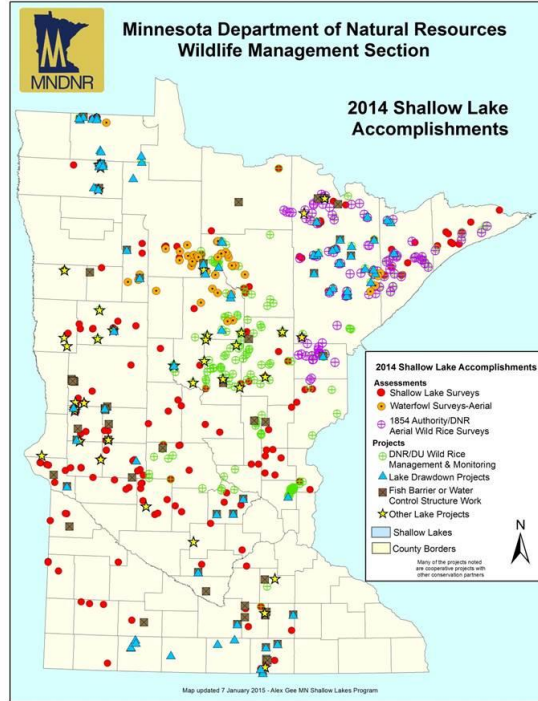 MNDNR
Minnesota Department of Natural Resources
Wildlife Management Section
2014 Shallow Lake
Accomplishments
2014 Shallow Lake Accomplishments
Assessments
Shallow Lake Surveys
Waterfowl Surveys-Aerial
1854 Authority/DNR
Aerial Wild Rice Surveys
Projects
DNR/DU Wild Rice
Management & Monitoring
Lake Drawdown Projects
Fish Barrier or Water
Control Structure Work
Other Lake Projects
Shallow Lakes
County Borders
N
Many of the projects noted
are cooperative projects with
other conservation partners
Map updated 7 January 2015 - Alex Gee MN Shallow Lakes Program